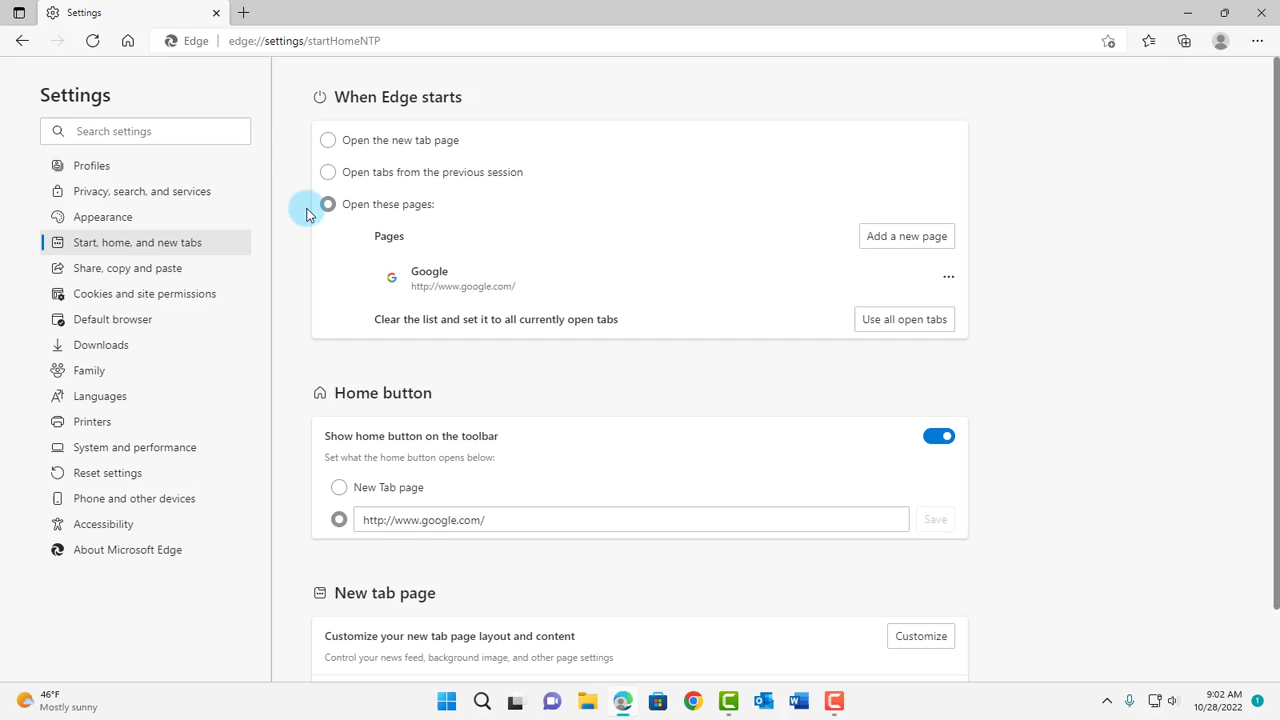 Settings
Edge
edge://settings/startHomeNTP
Settings
Search settings
Profiles
Privacy, search, and services
Appearance
Start, home, and new tabs
Share, copy and paste
Cookies and site permissions
Default browser
Downloads
Family
Languages
Printers
System and performance
Reset settings
Phone and other devices
Accessibility
About Microsoft Edge
When Edge starts
Open the new tab page
Open tabs from the previous session
Open these pages:
Pages
Add a new page
Google
http://www.google.com/
Clear the list and set it to all currently open tabs
Use all open tabs
Home button
Show home button on the toolbar
Set what the home button opens below:
New Tab page
http://www.google.com/
Save
New tab page
Customize your new tab page layout and content
Customize
Control your news feed, background image, and other page settings
46°F
Mostly sunny
9:02 AM
10/28/2022
1